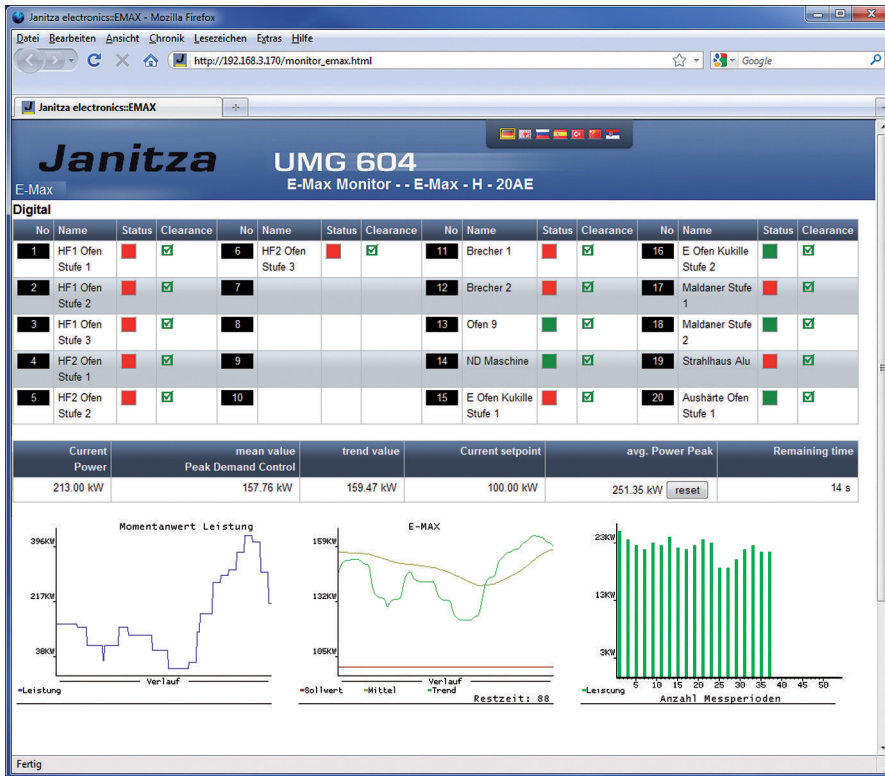 Janitza electronics::EMAX - Mozilla Firefox
Datei Bearbeiten Ansicht Chronik Lesezeichen Extras Hilfe
http://192.168.3.170/monitor_emax.html
Google
Janitza electronics::EMAX
Janitza
UMG 604
E-Max Monitor - - E-Max - H - 20AE
E-Max
Digital
No Name Status Clearance No Name Status Clearance No Name Status Clearance No Name Status Clearance
1 HF1 Ofen Stufe 1 6 HF2 Ofen Stufe 3 11 Brecher 1 16 E Ofen Kukille Stufe 2
2 HF1 Ofen Stufe 2 7 12 Brecher 2 17 Maldaner Stufe 1
3 HF1 Ofen Stufe 3 8 13 Ofen 9 18 Maldaner Stufe 2
4 HF2 Ofen Stufe 1 9 14 ND Maschine 19 Strahlhaus Alu
5 HF2 Ofen Stufe 2 10 15 E Ofen Kukille Stufe 1 20 Aushärte Ofen Stufe 1
Current Power mean value Peak Demand Control trend value Current setpoint avg. Power Peak Remaining time
213.00 kW 157.76 kW 159.47 kW 100.00 kW 251.35 kW reset 14 s
Momentanwert Leistung
396KW
217KW
38KW
Verlauf
Leistung
E-MAX
159KW
132KW
105KW
Verlauf
Sollwert Mittel Trend
Restzeit: 88
23KW
13KW
3KW
5 10 15 20 25 30 35 40 45 50
Leistung
Anzahl Messperioden
Fertig